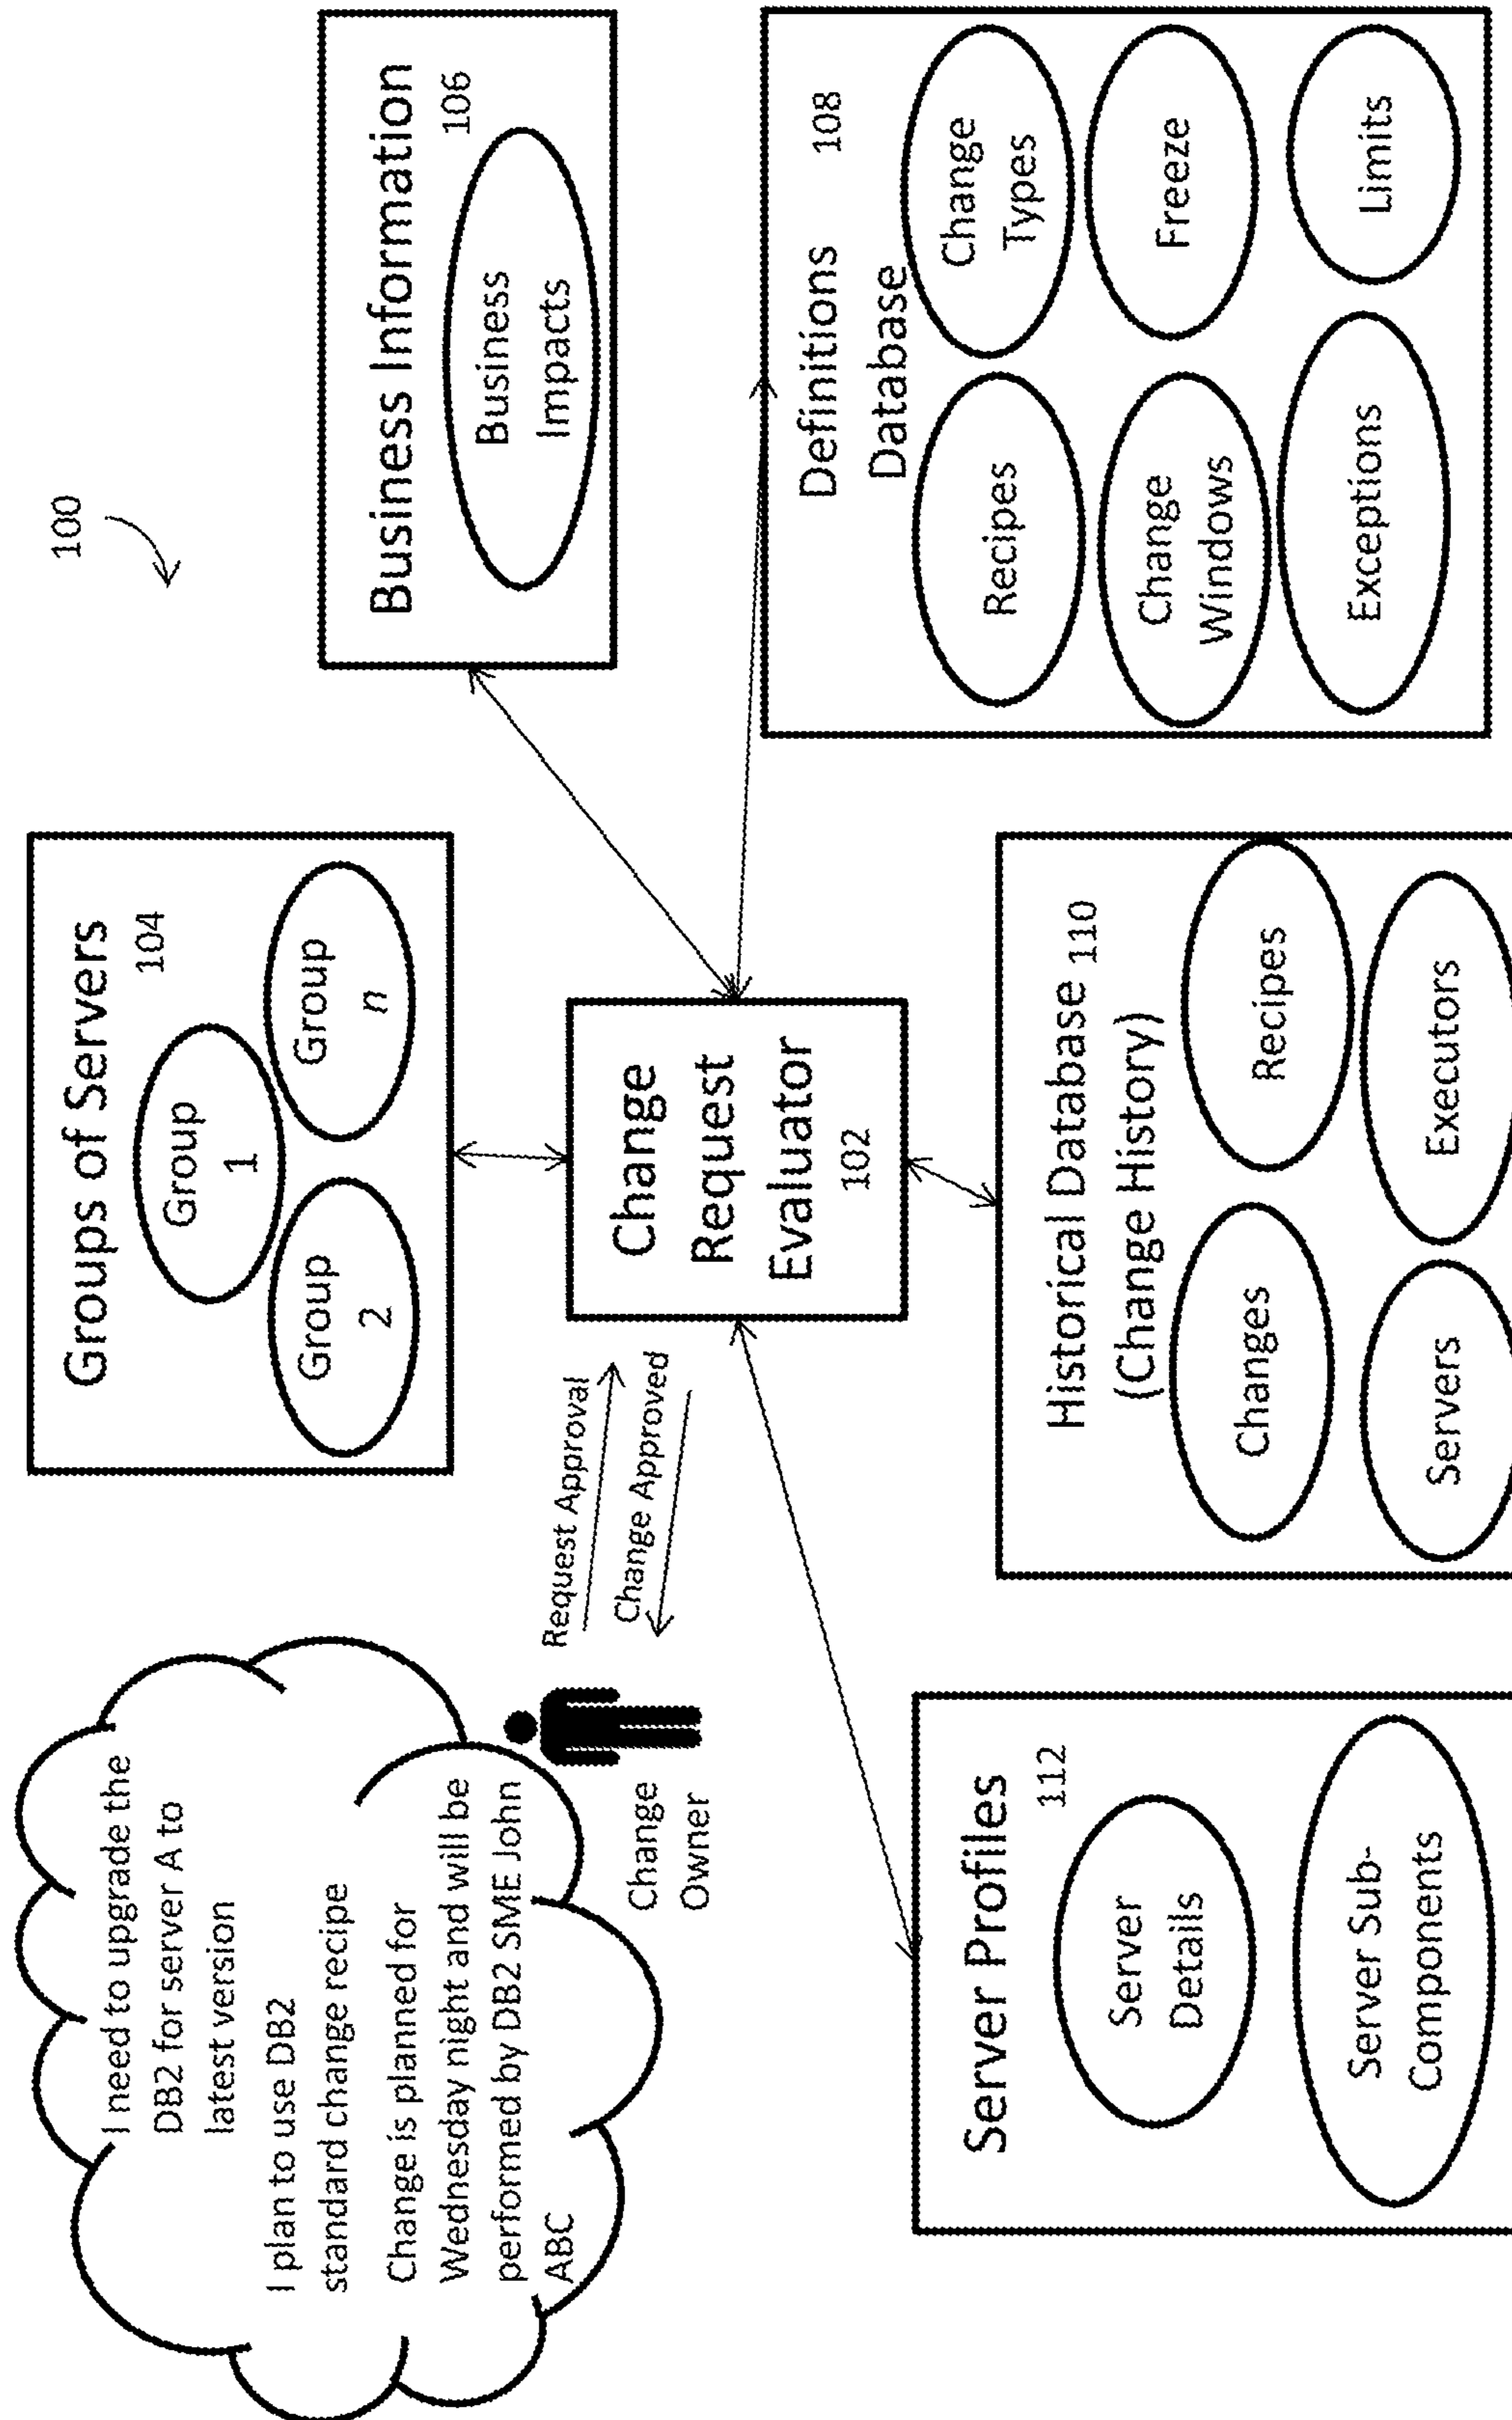 100
I need to upgrade the
DB2 for server A to
latest version
I plan to use DB2
standard change recipe
Change is planned for
Wednesday night and will be
performed by DB2 SME John
ABC
Change
Owner
Request Approval
Change Approved
Groups of Servers
104
Group
1
Group
2
Group
n
Business Information
106
Business
Impacts
Change
Request
Evaluator
102
Server Profiles
112
Server
Details
Server Sub-
Components
Historical Database 110
(Change History)
Changes
Recipes
Servers
Executors
Definitions 108
Database
Recipes
Change
Types
Change
Windows
Freeze
Exceptions
Limits